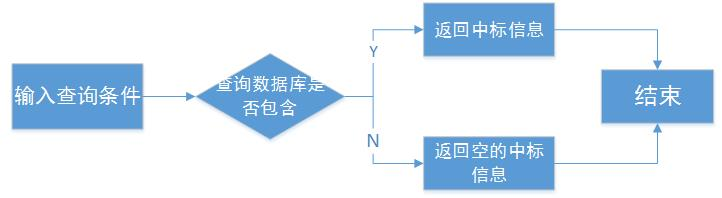 输入查询条件
查询数据库是
否包含
Y
返回中标信息
N
返回空的中标
信息
结束